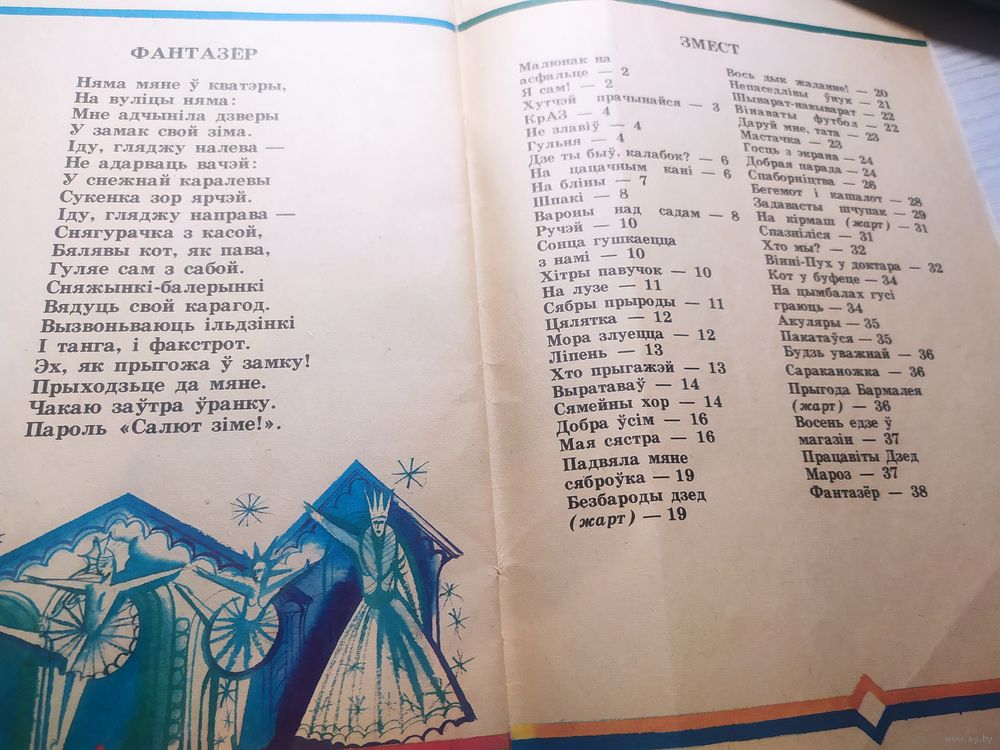 ФАНТАЗЁР
Няма мяне ў кватэры,
На вуліцы няма:
Мне адчыніла дзверы
У замак свой зіма.
Іду, гляджу налева —
Не адарваць вачэй:
У снежнай каралевы
Сукенка зор ярчэй.
Іду, гляджу направа —
Снягурачка з касой,
Бялявы кот, як пава,
Гуляе сам з сабой.
Сняжынкі-балерынкі
Вядуць свой карагод.
Вызвоньваюць ільдзінкі
І танга, і факстрот.
Эх, як прыгожа ў замку!
Прыходзьце да мяне.
Чакаю заўтра ўранку.
Пароль «Салют зіме!».
ЗМЕСТ
Малюнак на
асфальце — 2
Я сам! — 2
Хутчэй прачынайся — 3
КрАЗ — 4
Не злавіў — 4
Гульня — 4
Дзе ты быў, калабок? — 6
На цацачным кані — 6
На бліны — 7
Шпакі — 8
Вароны над садам — 8
Ручэй — 10
Сонца гушкаецца
з намі — 10
Хітры павучок — 10
На лузе — 11
Сябры прыроды — 11
Цялятка — 12
Мора злуецца — 12
Ліпень — 13
Хто прыгажэй — 13
Выратаваў — 14
Сямейны хор — 14
Добра ўсім — 16
Мая сястра — 16
Падвяла мяне
сяброўка — 19
Безбароды дзед
(жарт) — 19
Вось дык жаданне! — 20
Непаседлівы ўнук — 21
Шыварат-навыварат — 22
Вінаваты футбол — 22
Даруй мне, тата — 23
Мастачка — 23
Госць з экрана — 24
Добрая парада — 24
Спаборніцтва — 26
Бегемот і кашалот — 28
Задавасты шчупак — 29
На кірмаш (жарт) — 31
Спазніліся — 31
Хто мы? — 32
Вінні-Пух у доктара — 32
Кот у буфеце — 34
На цымбалах гусі
граюць — 34
Акуляры — 35
Пакатаўся — 35
Будзь уважнай — 36
Сараканожка — 36
Прыгода Бармалея
(жарт) — 36
Восень едзе ў
магазін — 37
Працавіты Дзед
Мароз — 37
Фантазёр — 38
www.ay.by